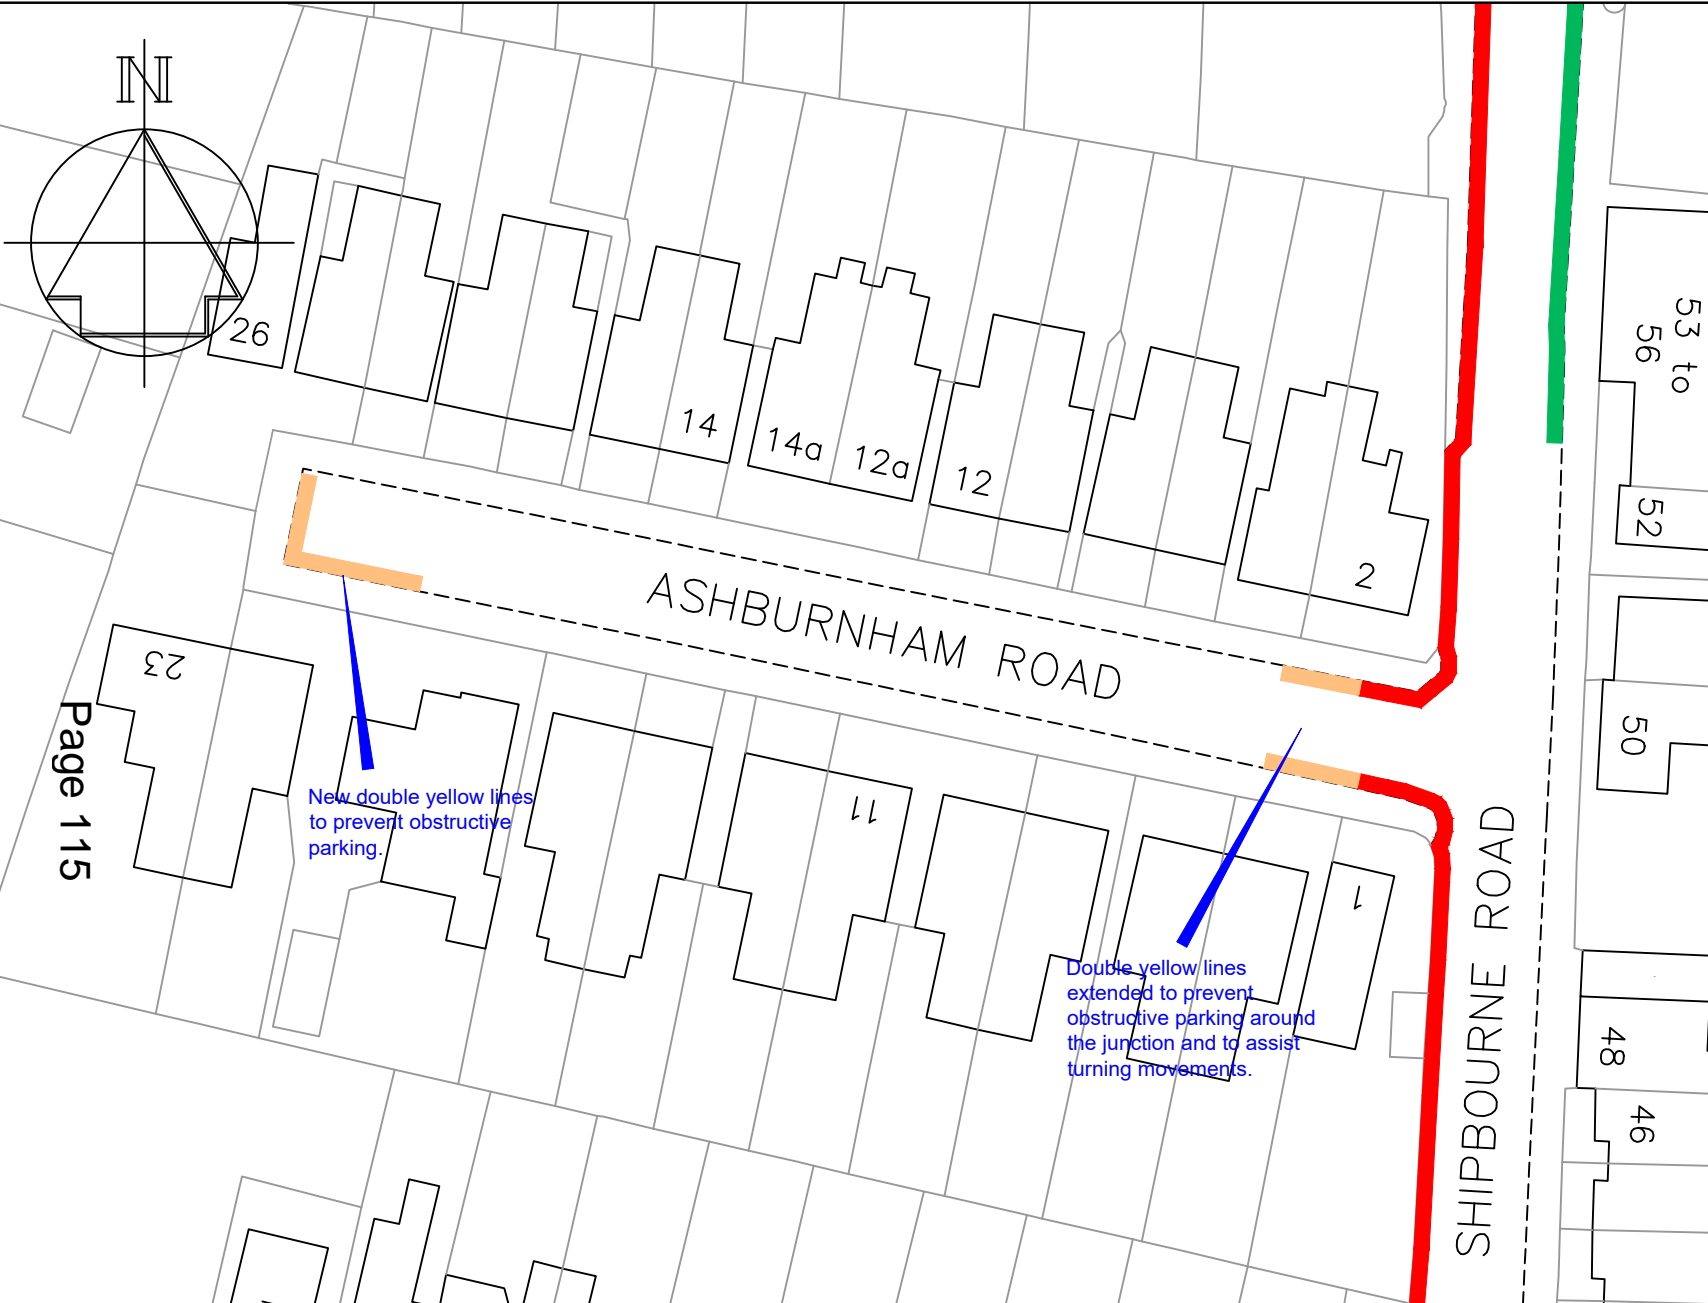 N
53 to
56
26
14
14a
12a
12
52
2
ASHBURNHAM ROAD
23
50
Page 115
New double yellow lines
to prevent obstructive
parking.
11
1
SHIPBOURNE ROAD
Double yellow lines
extended to prevent
obstructive parking around
the junction and to assist
turning movements.
48
46